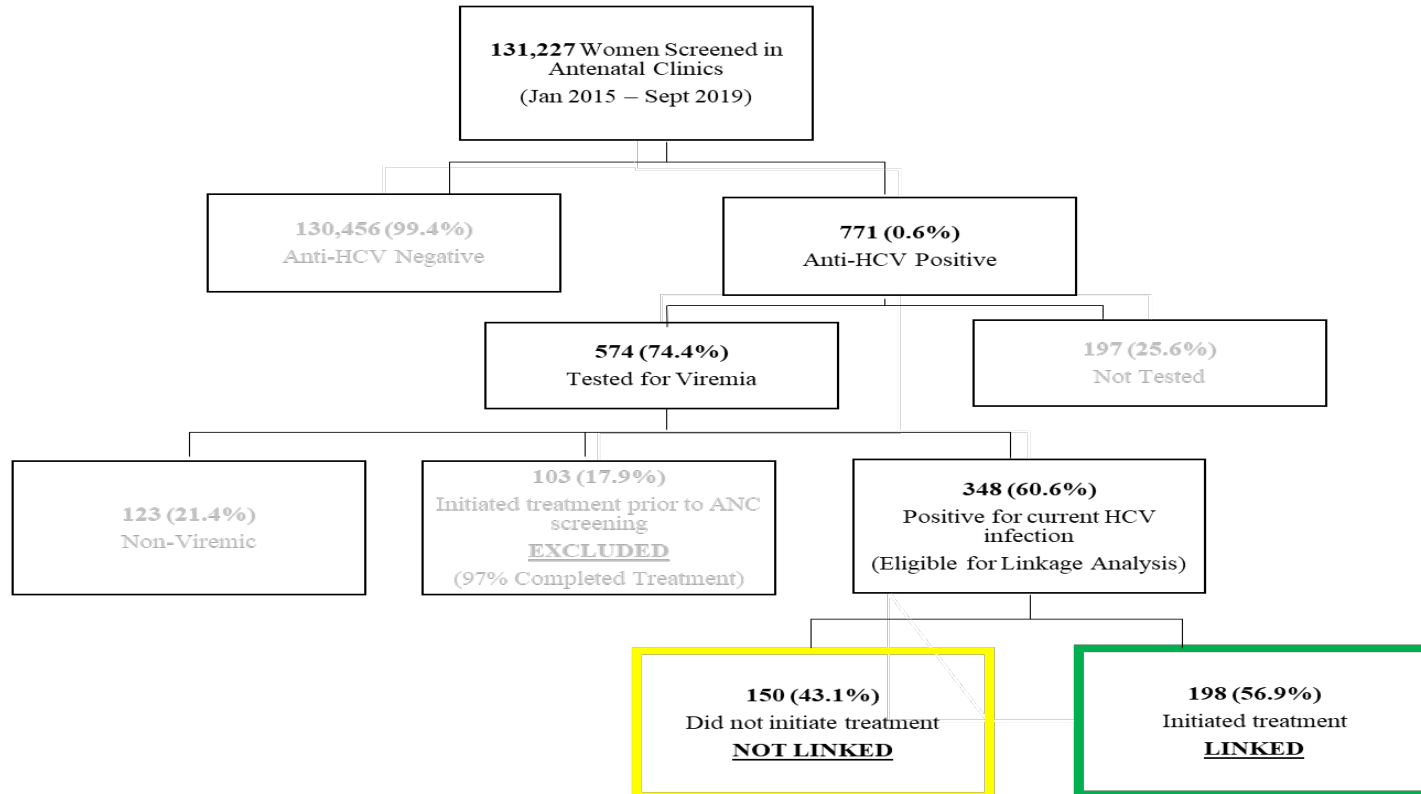 131,227 Women Screened in
Antenatal Clinics
(Jan 2015 – Sept 2019)
130,456 (99.4%)
Anti-HCV Negative
771 (0.6%)
Anti-HCV Positive
574 (74.4%)
Tested for Viremia
197 (25.6%)
Not Tested
123 (21.4%)
Non-Viremic
103 (17.9%)
Initiated treatment prior to ANC
screening
EXCLUDED
(97% Completed Treatment)
348 (60.6%)
Positive for current HCV
infection
(Eligible for Linkage Analysis)
150 (43.1%)
Did not initiate treatment
NOT LINKED
198 (56.9%)
Initiated treatment
LINKED